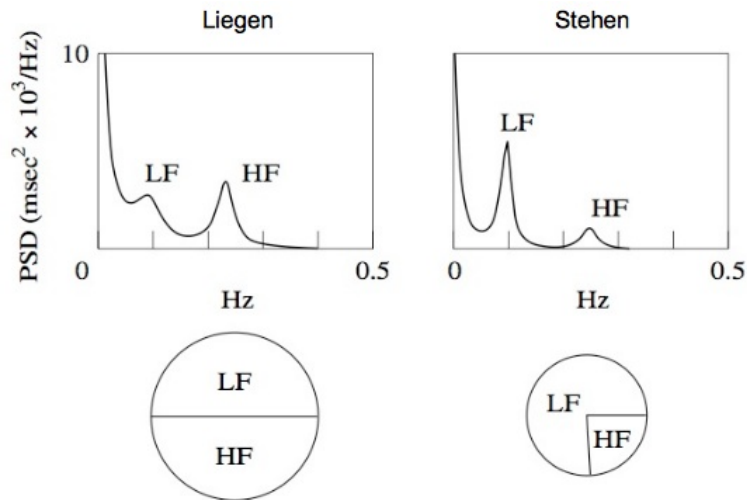 Liegen
Stehen
PSD (msec² × 10³/Hz)
10
LF
HF
0
0.5
Hz
LF
HF
0
0.5
Hz
LF
HF
LF
HF